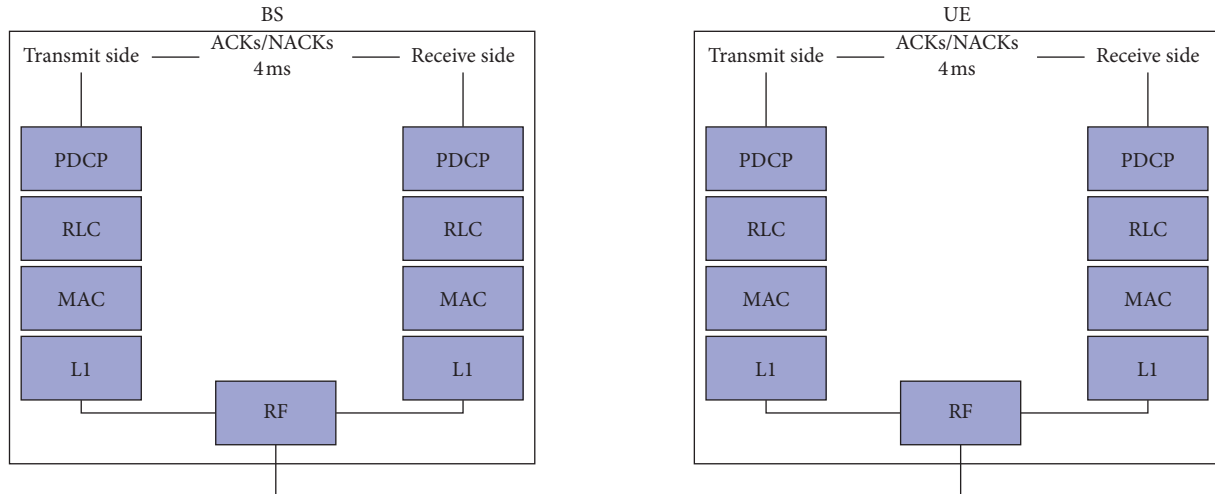 BS
Transmit side
ACKs/NACKs
4 ms
Receive side
PDCP
PDCP
RLC
RLC
MAC
MAC
L1
L1
RF
UE
Transmit side
ACKs/NACKs
4 ms
Receive side
PDCP
PDCP
RLC
RLC
MAC
MAC
L1
L1
RF